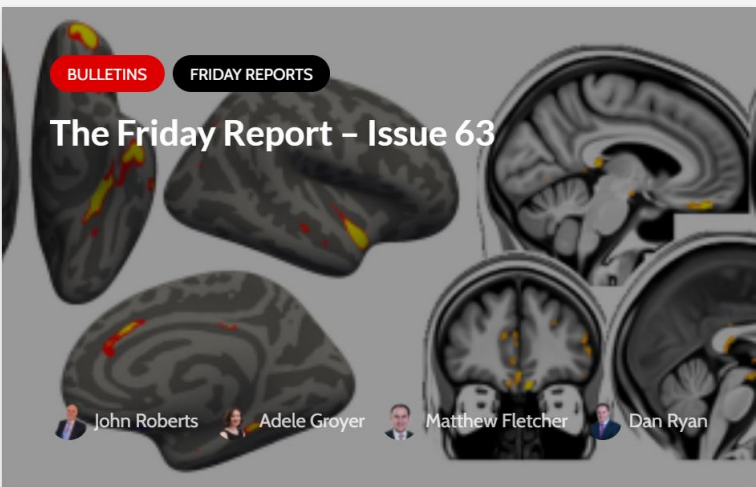 BULLETINS FRIDAY REPORTS
The Friday Report – Issue 63
John Roberts Adele Groyer Matthew Fletcher Dan Ryan